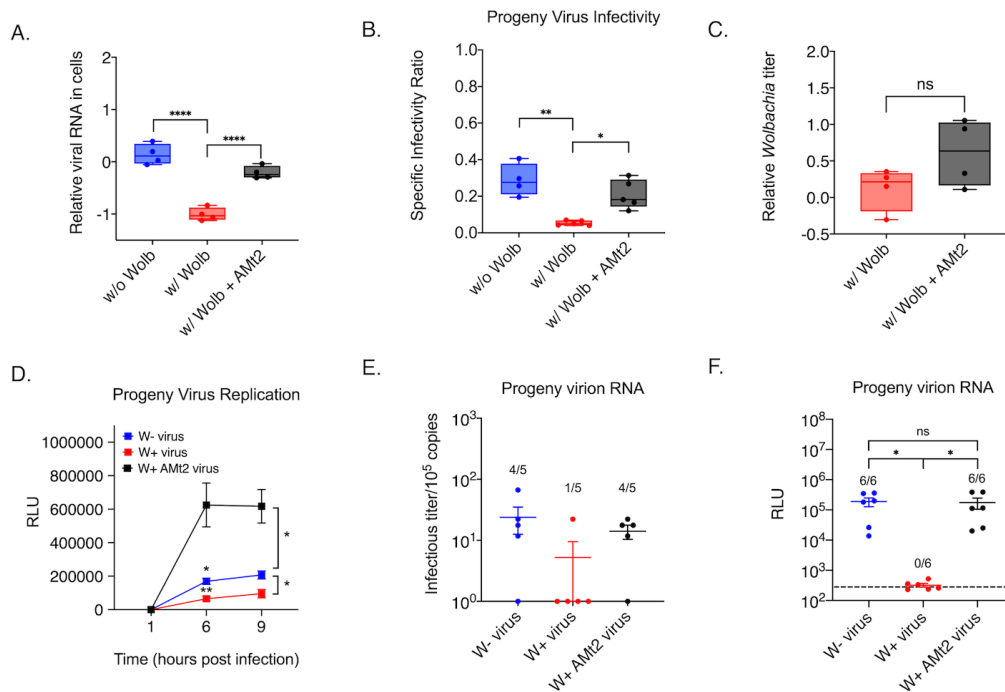 A.
Relative viral RNA in cells
2
1
0
-1
****
****
w/o Wolb
w/ Wolb
w/ Wolb + AMt2
B.
Progeny Virus Infectivity
Specific Infectivity Ratio
1.0
0.8
0.6
0.4
0.2
0.0
**
*
w/o Wolb
w/ Wolb
w/ Wolb + AMt2
C.
Relative Wolbachia titer
2.0
1.5
1.0
0.5
0.0
-0.5
ns
w/ Wolb
w/ Wolb + AMt2
D.
Progeny Virus Replication
RLU
1000000
800000
600000
400000
200000
0
W- virus
W+ virus
W+ AMt2 virus
*
**
*
*
1 6 9
Time (hours post infection)
E.
Progeny virion RNA
Infectious titer/10⁵ copies
10²
10¹
10⁰
4/5
1/5
4/5
W- virus
W+ virus
W+ AMt2 virus
F.
Progeny virion RNA
RLU
10⁸
10⁷
10⁶
10⁵
10⁴
10³
10²
ns
* *
6/6
0/6
6/6
W- virus
W+ virus
W+ AMt2 virus